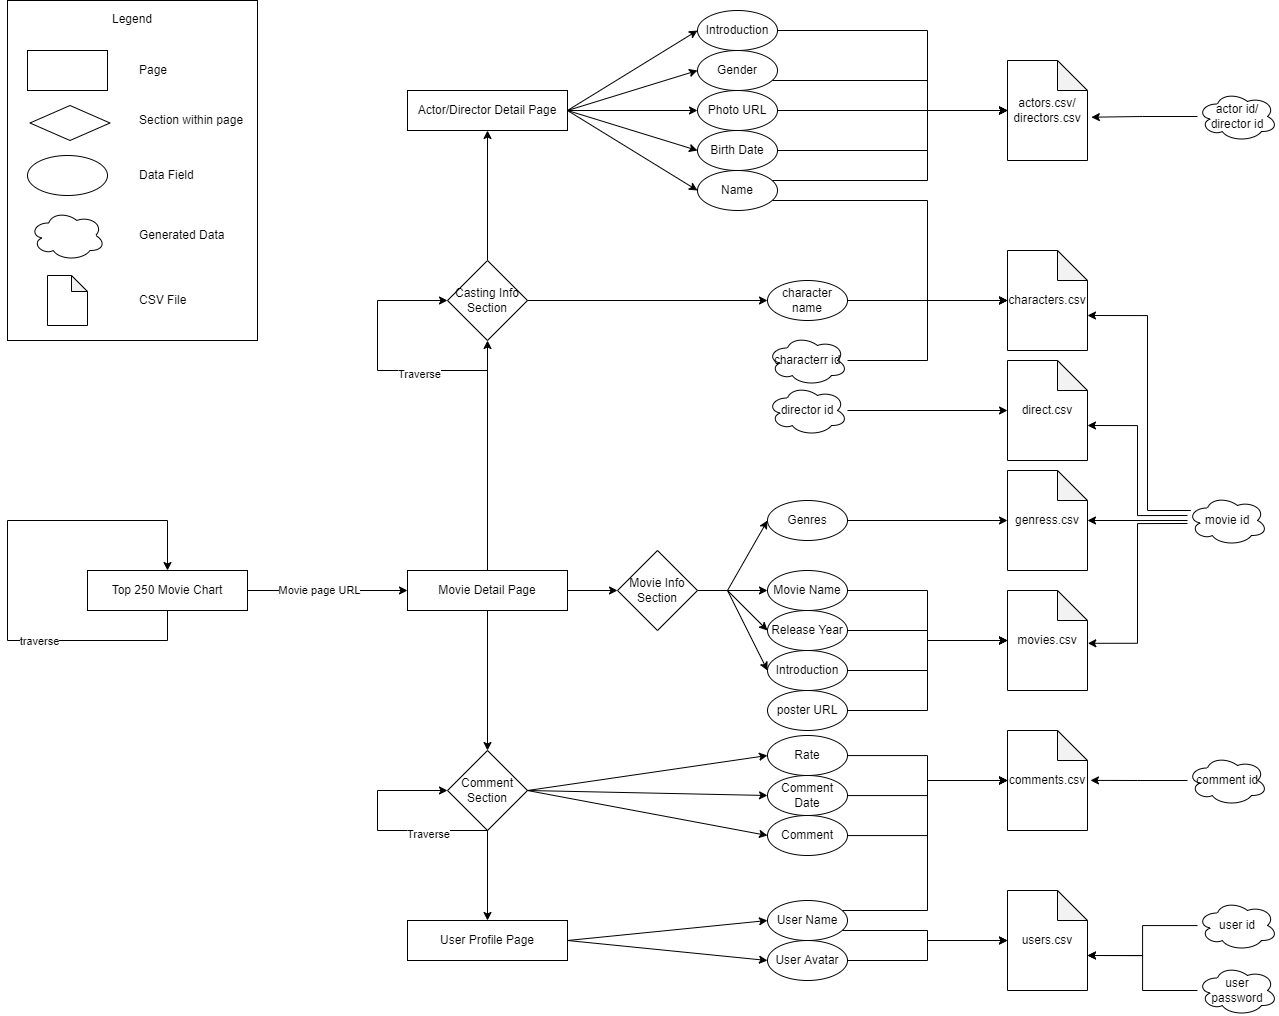 Legend
Page
Section within page
Data Field
Generated Data
CSV File
Introduction
Gender
Actor/Director Detail Page
Photo URL
Birth Date
Name
actors.csv/
directors.csv
actor id/
director id
Casting Info
Section
Traverse
character
name
characters.csv
characterr id
director id
direct.csv
Genres
genress.csv
movie id
traverse
Top 250 Movie Chart
Movie page URL
Movie Detail Page
Movie Info
Section
Movie Name
Release Year
Introduction
poster URL
movies.csv
Comment
Section
Traverse
Rate
Comment
Date
Comment
comments.csv
comment id
User Profile Page
User Name
User Avatar
users.csv
user id
user
password